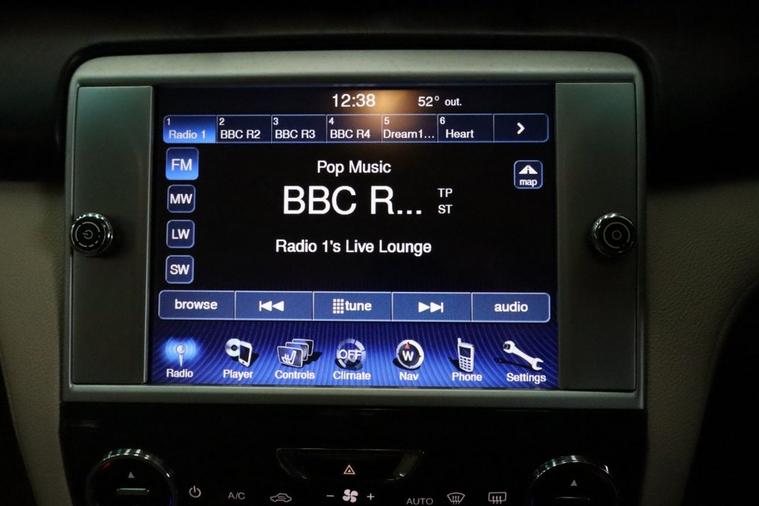 12:38 52° out.
1 2 3 4 5 6
Radio 1 BBC R2 BBC R3 BBC R4 Dream1... Heart
FM Pop Music
map
MW BBC R... TP
ST
LW Radio 1's Live Lounge
SW
browse tune audio
OFF W
Radio Player Controls Climate Nav Phone Settings
A/C - + AUTO